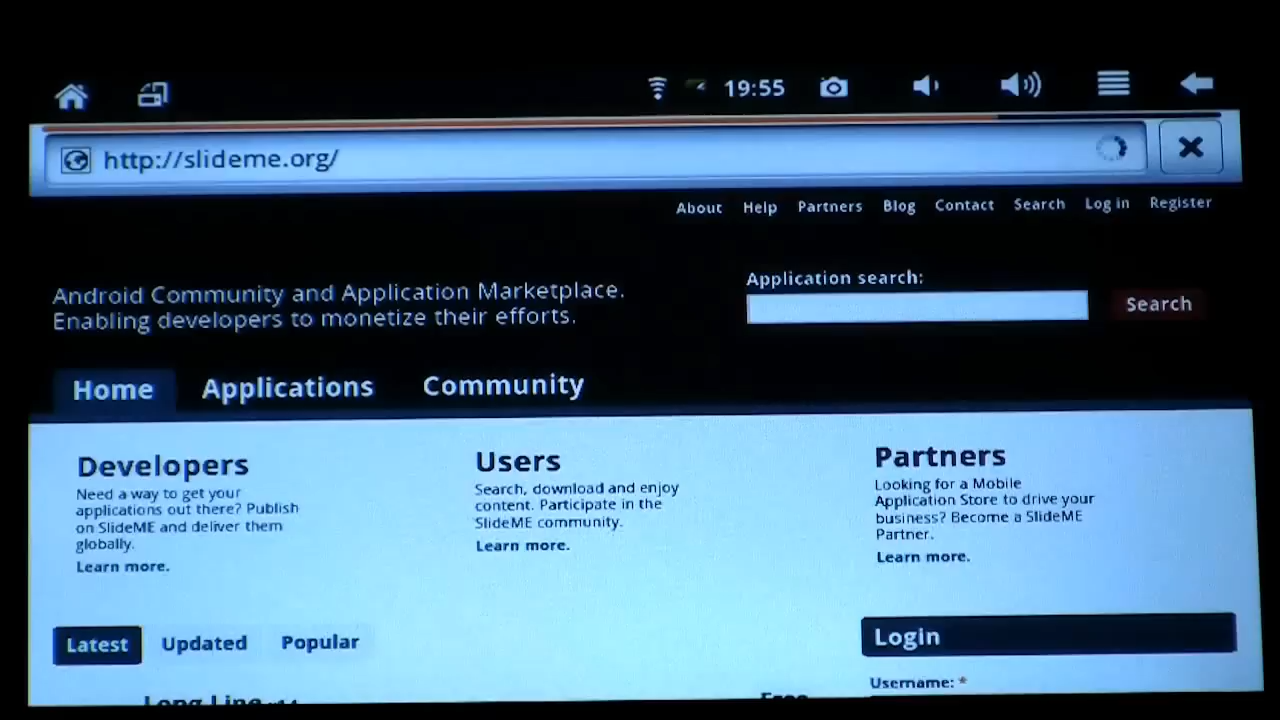 19:55
http://slideme.org/
About Help Partners Blog Contact Search Log in Register
Application search:
Search
Android Community and Application Marketplace.
Enabling developers to monetize their efforts.
Home Applications Community
Developers
Need a way to get your
applications out there? Publish
on SlideME and deliver them
globally.
Learn more.
Users
Search, download and enjoy
content. Participate in the
SlideME community.
Learn more.
Partners
Looking for a Mobile
Application Store to drive your
business? Become a SlideME
Partner.
Learn more.
Latest Updated Popular
Login
Username: *
Long Line
Free